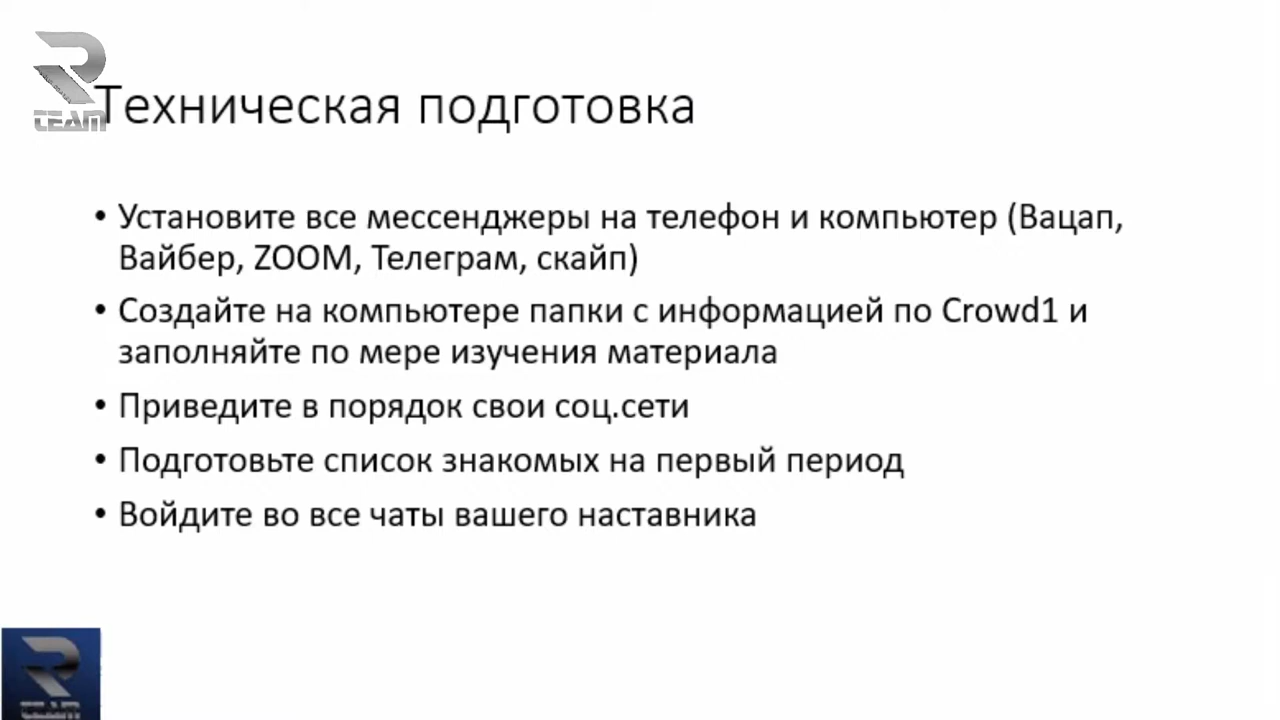 TEAM
Техническая подготовка
• Установите все мессенджеры на телефон и компьютер (Вацап,
Вайбер, ZOOM, Телеграм, скайп)
• Создайте на компьютере папки с информацией по Crowd1 и
заполняйте по мере изучения материала
• Приведите в порядок свои соц.сети
• Подготовьте список знакомых на первый период
• Войдите во все чаты вашего наставника
TEAM